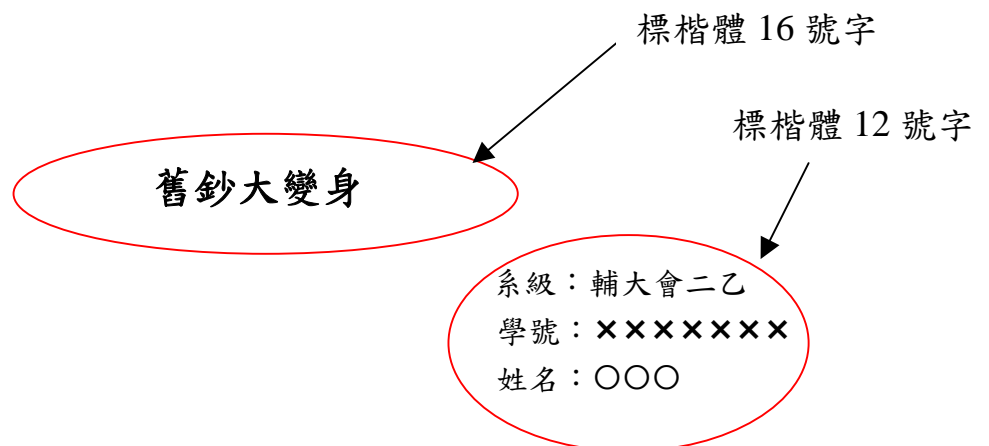 標楷體 16 號字
標楷體 12 號字
舊鈔大變身
系級：輔大會二乙
學號：×××××××
姓名：○○○